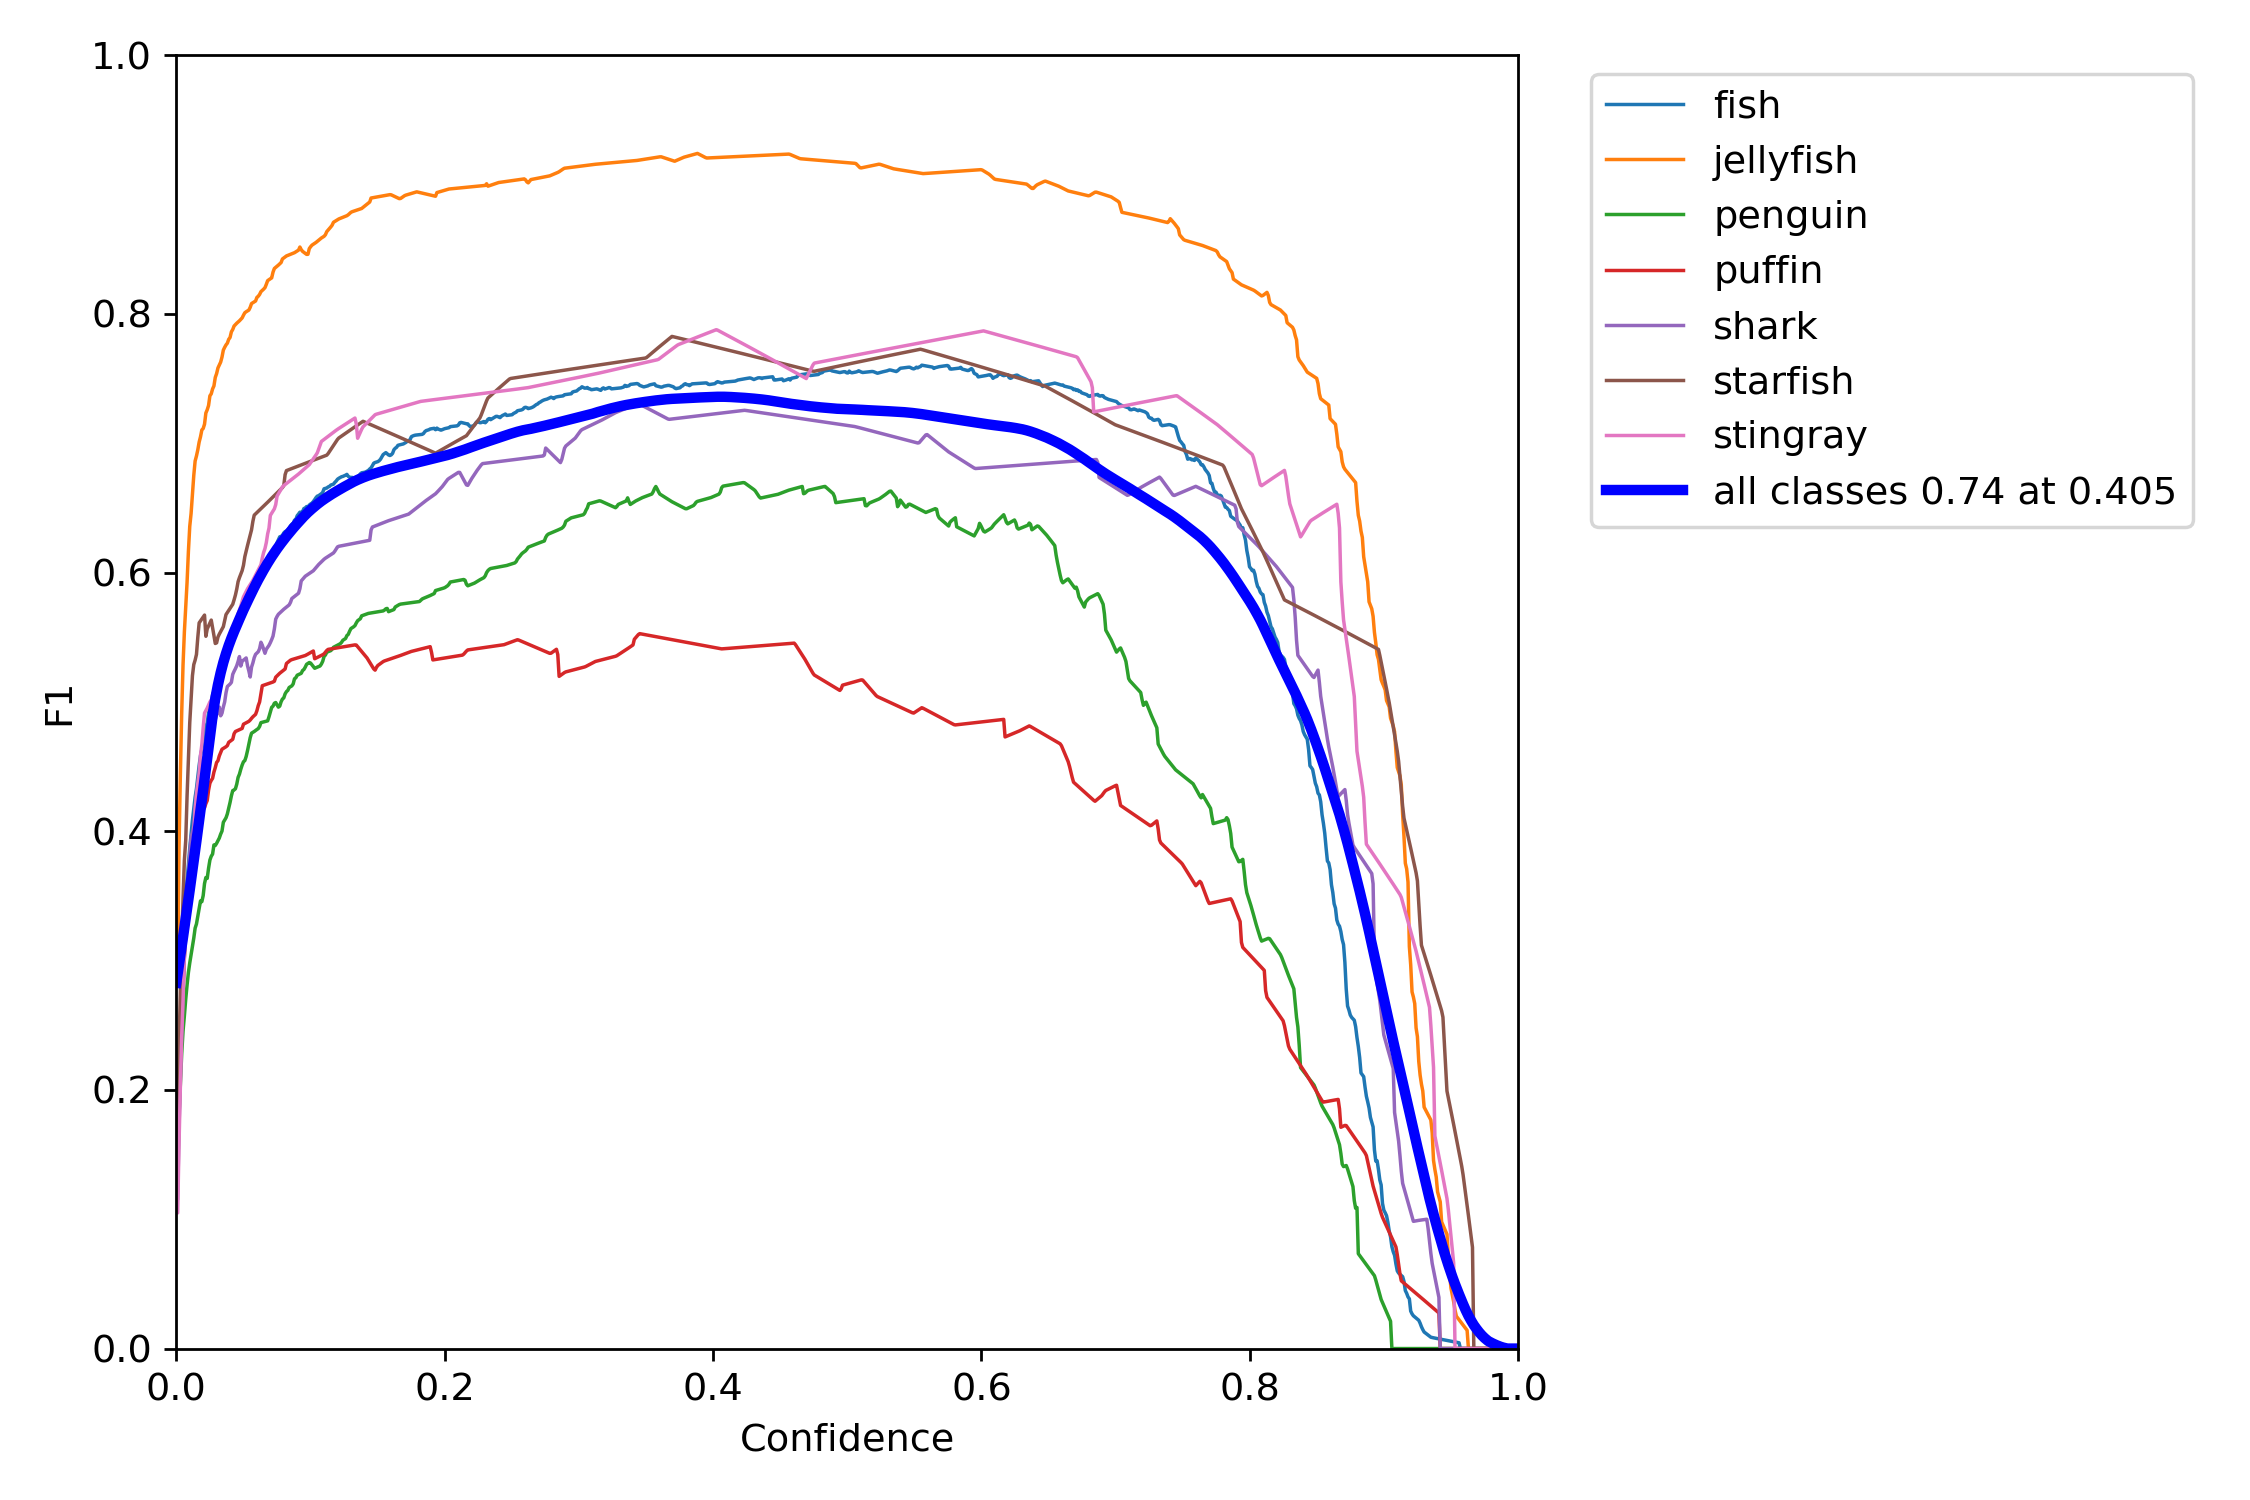 1.0
0.8
0.6
0.4
0.2
0.0
F1
0.0 0.2 0.4 0.6 0.8 1.0
Confidence
fish
jellyfish
penguin
puffin
shark
starfish
stingray
all classes 0.74 at 0.405